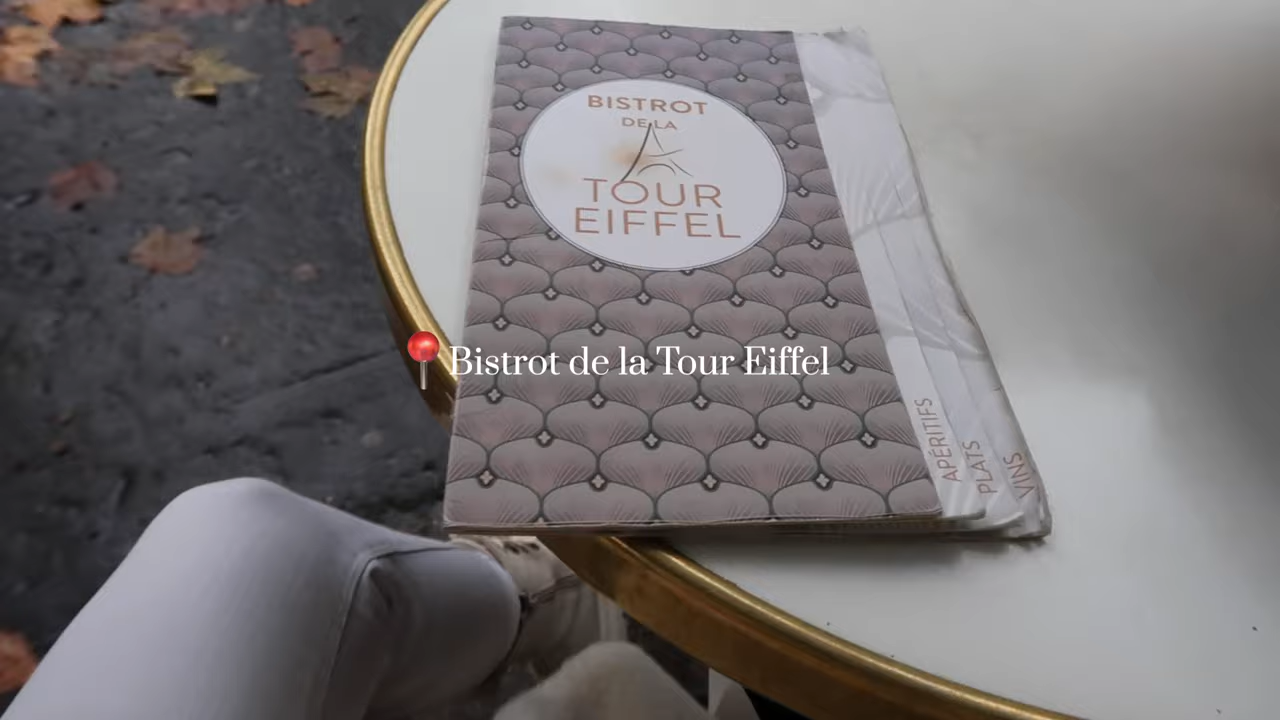 BISTROT
DE LA
TOUR
EIFFEL
📍Bistrot de la Tour Eiffel
APÉRITIFS
PLATS
VINS